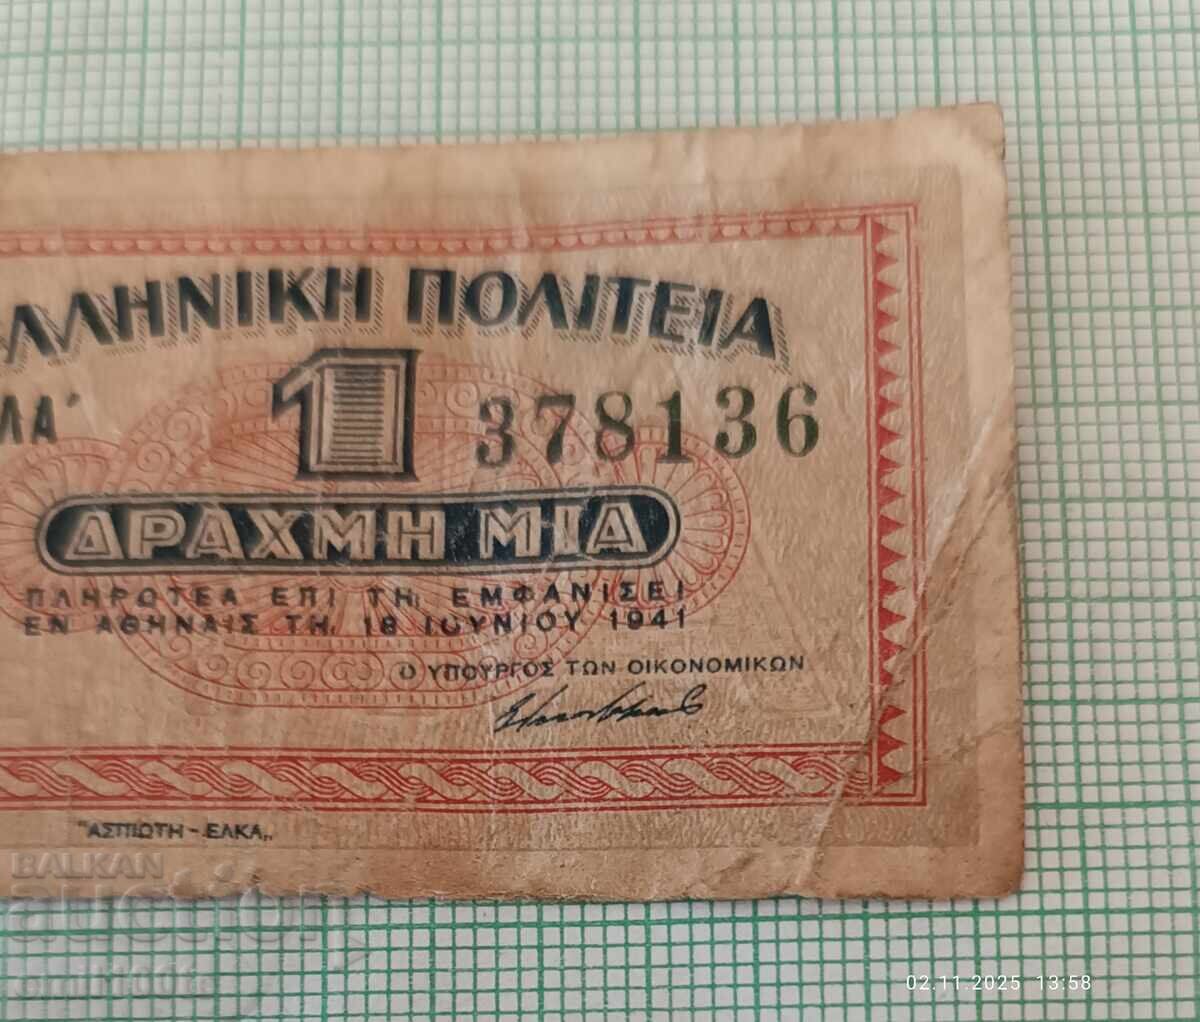 ΛΛΗΝΙΚΗ ΠΟΛΙΤΕΙΑ
ΛΑ' 1 378136
ΔΡΑΧΜΗ ΜΙΑ
ΠΛΗΡΩΤΕΑ ΕΠΙ ΤΗ, ΕΜΦΑΝΙΣΕΙ
ΕΝ ΑΘΗΝΑΙΣ ΤΗ, 18 ΙΟΥΝΙΟΥ 1941
Ο ΥΠΟΥΡΓΟΣ ΤΩΝ ΟΙΚΟΝΟΜΙΚΩΝ
"ΑΣΠΙΩΤΗ - ΕΛΚΑ„
BALKAN
auction
02.11.2025 13:58